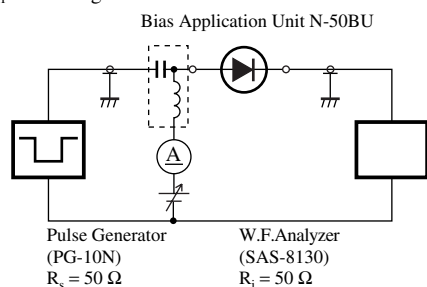 Bias Application Unit N-50BU
A
Pulse Generator
(PG-10N)
Rs = 50 Ω
W.F.Analyzer
(SAS-8130)
Ri = 50 Ω